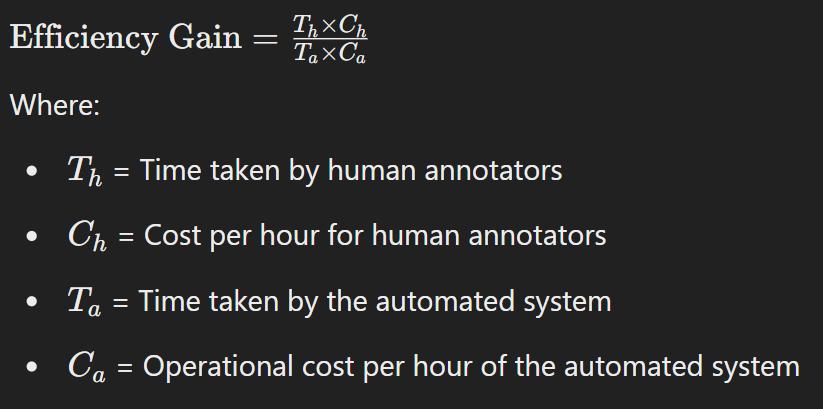 Efficiency Gain = \frac{T_h \times C_h}{T_a \times C_a}
Where:
• T_h = Time taken by human annotators
• C_h = Cost per hour for human annotators
• T_a = Time taken by the automated system
• C_a = Operational cost per hour of the automated system